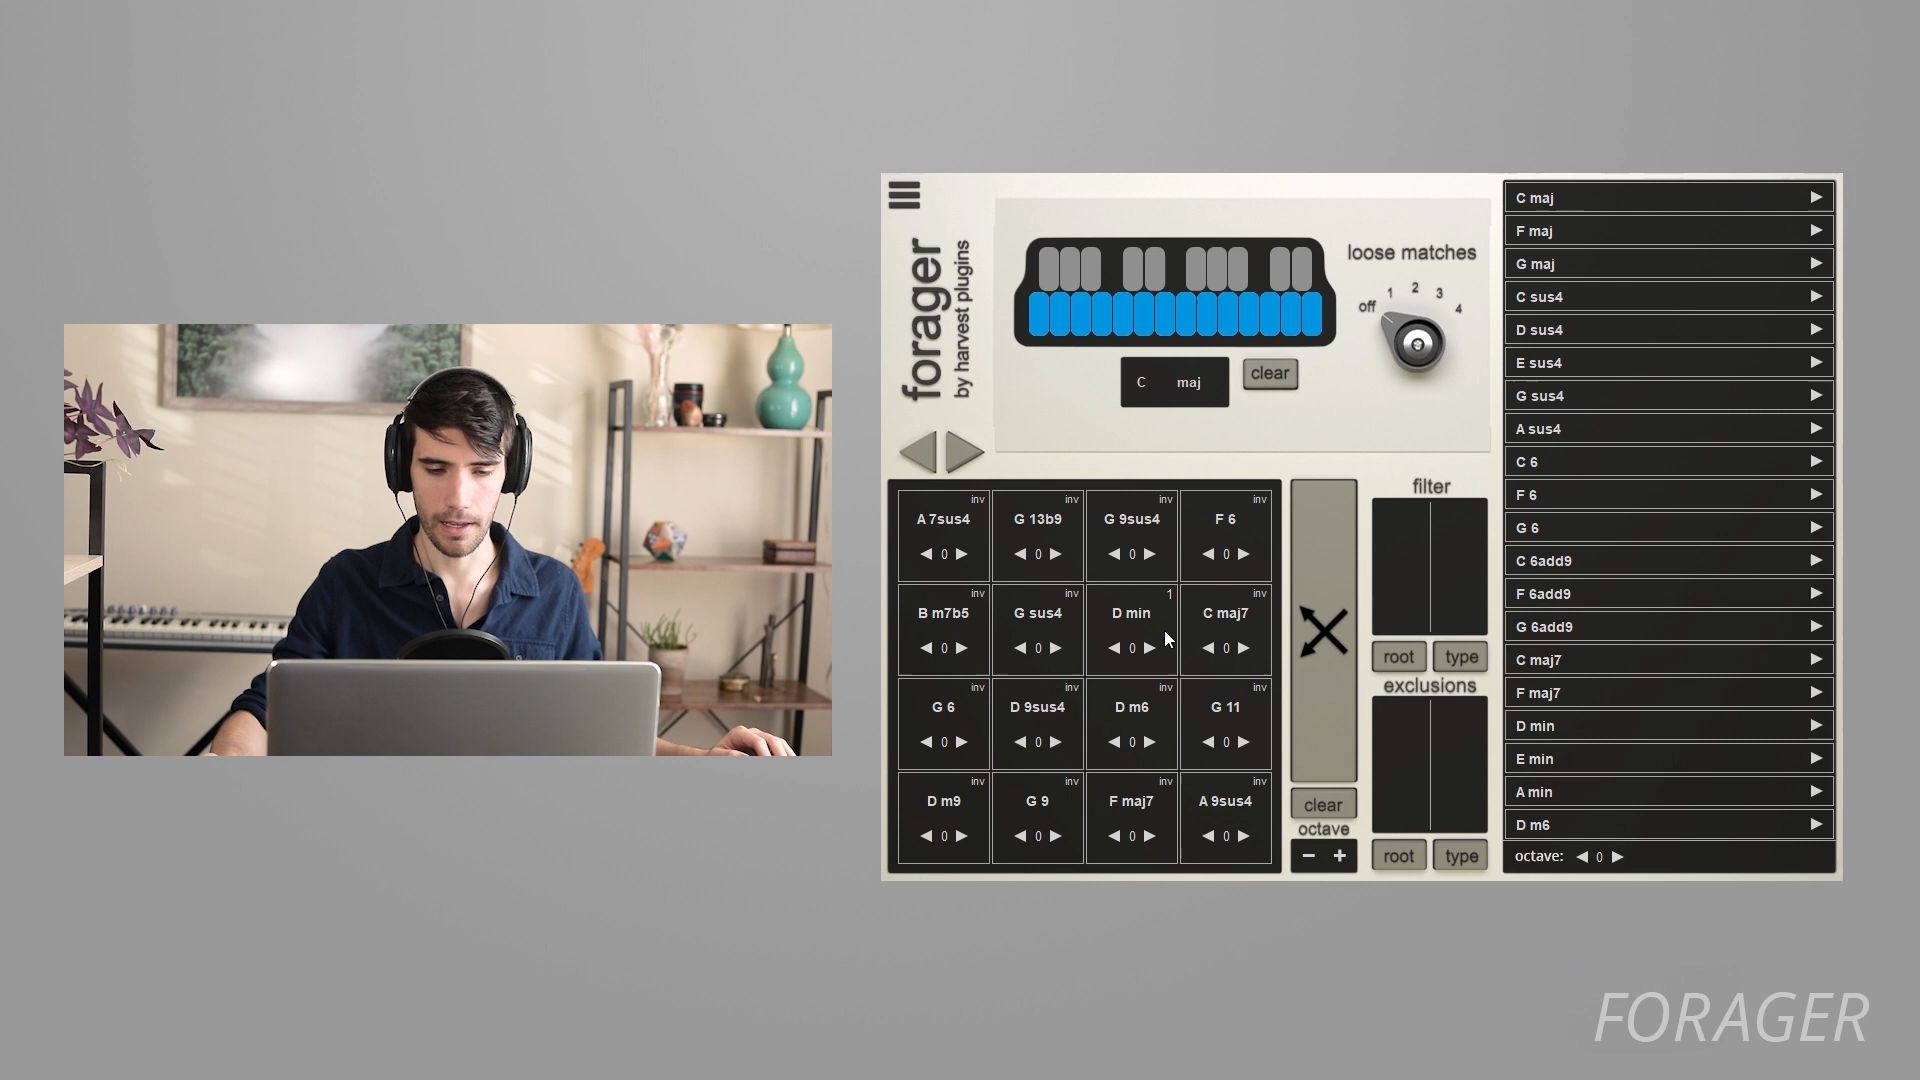 forager
by harvest plugins
loose matches
off 1 2 3 4
C maj
clear
inv inv inv inv
A 7sus4 G 13b9 G 9sus4 F 6
0 0 0 0
inv inv 1 inv
B m7b5 G sus4 D min C maj7
0 0 0 0
inv inv inv inv
G 6 D 9sus4 D m6 G 11
0 0 0 0
inv inv inv inv
D m9 G 9 F maj7 A 9sus4
0 0 0 0
clear
octave
− +
filter
root type
exclusions
root type
C maj
F maj
G maj
C sus4
D sus4
E sus4
G sus4
A sus4
C 6
F 6
G 6
C 6add9
F 6add9
G 6add9
C maj7
F maj7
D min
E min
A min
D m6
octave: 0
FORAGER